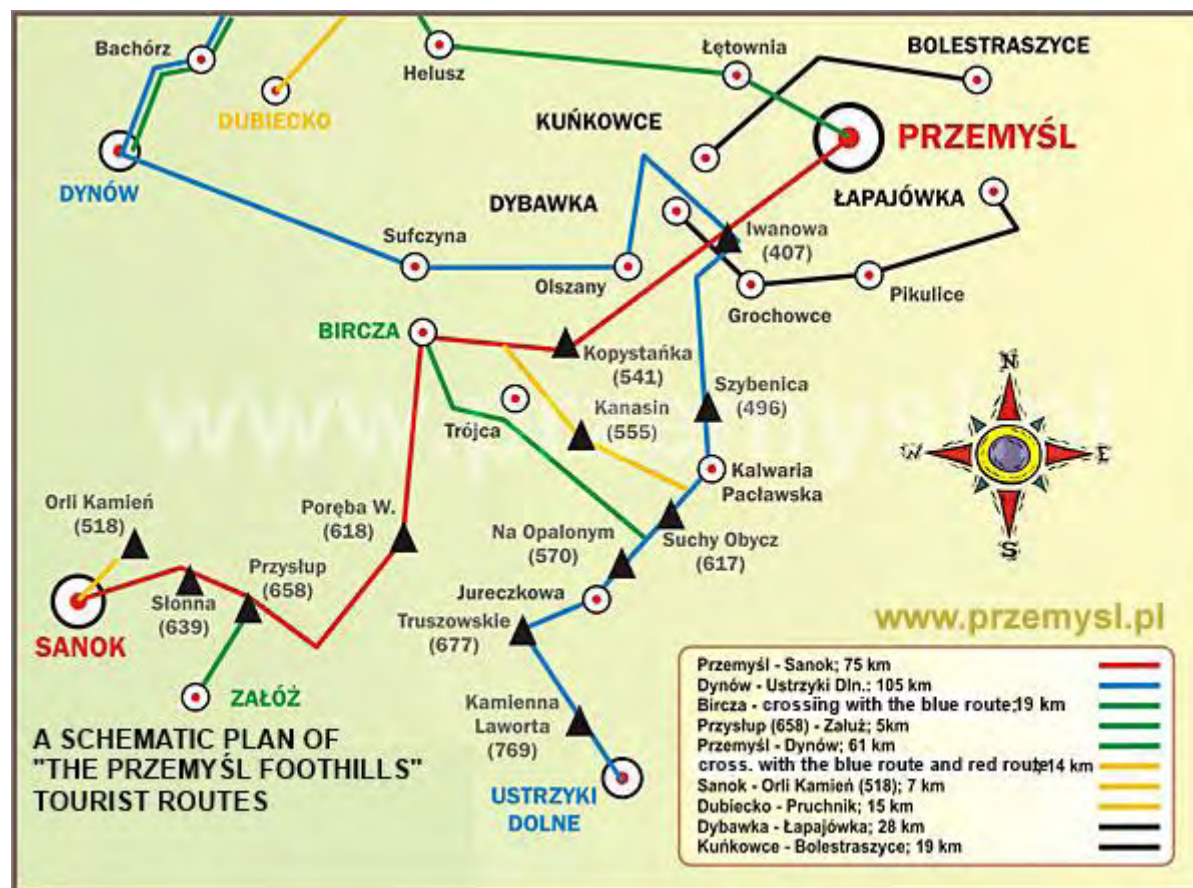 Bachórz
Helusz
Łętownia
BOLESTRASZYCE
DUBIECKO
KUŃKOWCE
PRZEMYŚL
DYNÓW
DYBAWKA
ŁAPAJÓWKA
Sufczyna
Iwanowa
(407)
Olszany
Pikulice
Grochowce
BIRCZA
Kopystańka
(541)
Szybenica
(496)
Kanasin
(555)
Trójca
N
W
E
S
Kalwaria
Pacławska
Orli Kamień
(518)
Poręba W.
(618)
Na Opalonym
(570)
Suchy Obycz
(617)
Przysłup
(658)
Słonna
(639)
Jureczkowa
SANOK
Truszowskie
(677)
www.przemysl.pl
ZAŁÓŻ
Kamienna
Laworta
(769)
USTRZYKI
DOLNE
A SCHEMATIC PLAN OF
"THE PRZEMYŚL FOOTHILLS"
TOURIST ROUTES
Przemyśl - Sanok; 75 km
Dynów - Ustrzyki Dln.: 105 km
Bircza - crossing with the blue route;19 km
Przysłup (658) - Załuż; 5km
Przemyśl - Dynów; 61 km
cross. with the blue route and red route; 14 km
Sanok - Orli Kamień (518); 7 km
Dubiecko - Pruchnik; 15 km
Dybawka - Łapajówka; 28 km
Kuńkowce - Bolestraszyce; 19 km